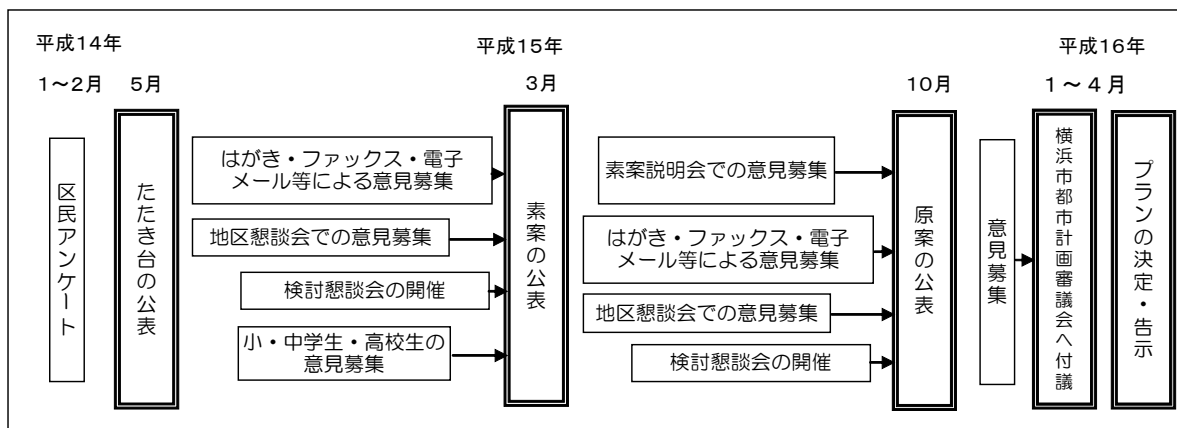 平成14年
平成15年
平成16年
1～2月
5月
3月
10月
1～4月
区民アンケート
たたき台の公表
はがき・ファックス・電子
メール等による意見募集
地区懇談会での意見募集
検討懇談会の開催
小・中学生・高校生の
意見募集
素案の公表
素案説明会での意見募集
はがき・ファックス・電子
メール等による意見募集
地区懇談会での意見募集
検討懇談会の開催
原案の公表
意見募集
横浜市都市計画審議会へ付議
プランの決定・告示